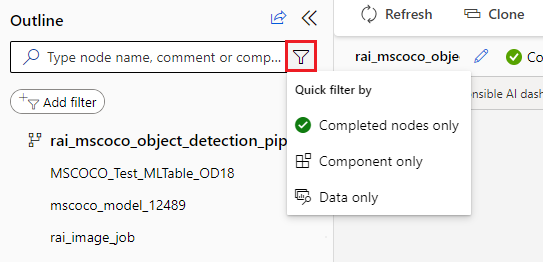 Outline
Type node name, comment or comp...
Add filter
rai_mscoco_object_detection_pip
MSCOCO_Test_MLTable_OD18
mscoco_model_12489
rai_image_job
Refresh
Clone
rai_mscoco_obje
Co
onsible AI dash
Quick filter by
Completed nodes only
Component only
Data only